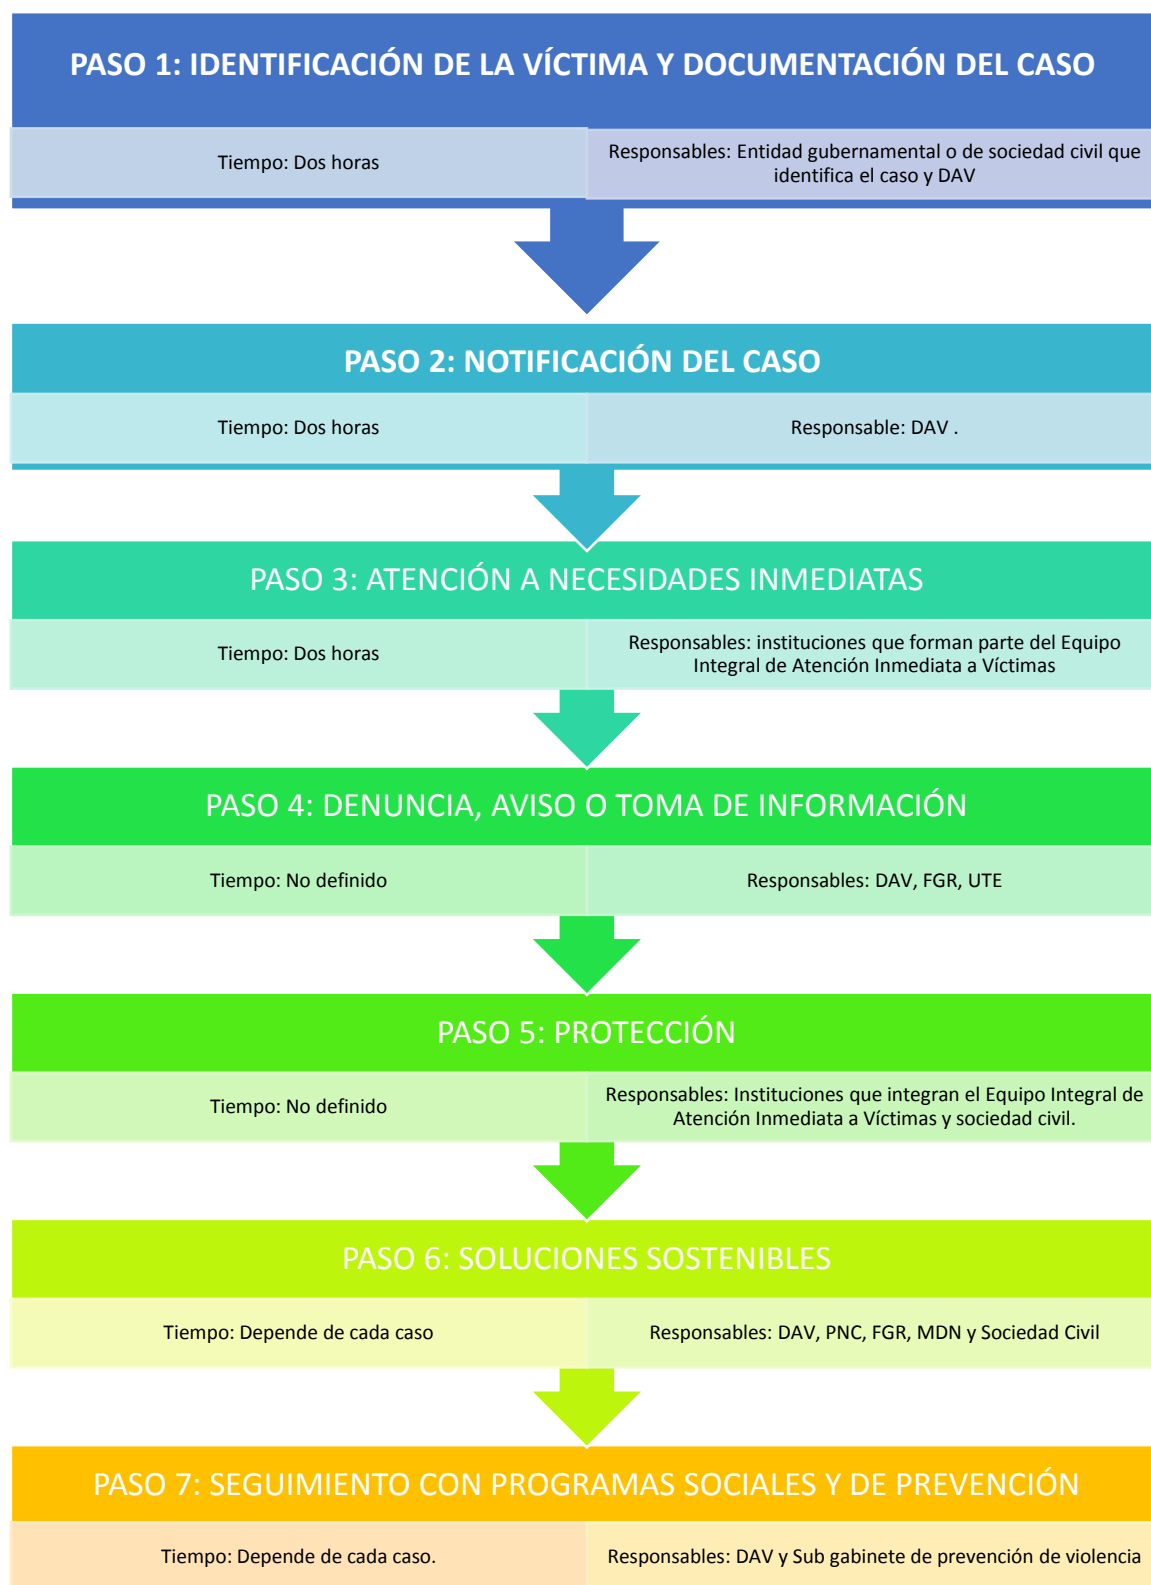 PASO 1: IDENTIFICACIÓN DE LA VÍCTIMA Y DOCUMENTACIÓN DEL CASO
Tiempo: Dos horas
Responsables: Entidad gubernamental o de sociedad civil que
identifica el caso y DAV
PASO 2: NOTIFICACIÓN DEL CASO
Tiempo: Dos horas
Responsable: DAV .
PASO 3: ATENCIÓN A NECESIDADES INMEDIATAS
Tiempo: Dos horas
Responsables: instituciones que forman parte del Equipo
Integral de Atención Inmediata a Víctimas
PASO 4: DENUNCIA, AVISO O TOMA DE INFORMACIÓN
Tiempo: No definido
Responsables: DAV, FGR, UTE
PASO 5: PROTECCIÓN
Tiempo: No definido
Responsables: Instituciones que integran el Equipo Integral de
Atención Inmediata a Víctimas y sociedad civil.
PASO 6: SOLUCIONES SOSTENIBLES
Tiempo: Depende de cada caso
Responsables: DAV, PNC, FGR, MDN y Sociedad Civil
PASO 7: SEGUIMIENTO CON PROGRAMAS SOCIALES Y DE PREVENCIÓN
Tiempo: Depende de cada caso.
Responsables: DAV y Sub gabinete de prevención de violencia